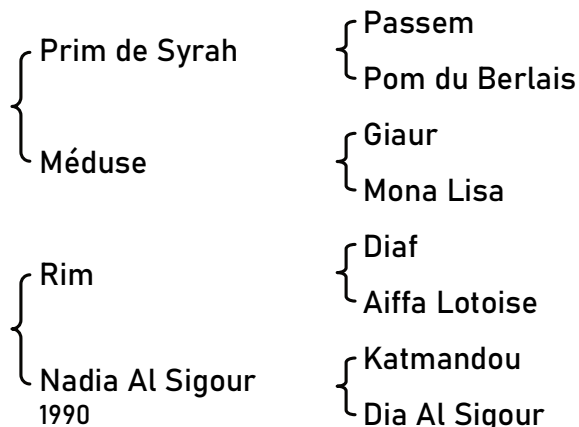 Prim de Syrah
Méduse
Rim
Nadia Al Sigour
1990
Passem
Pom du Berlais
Giaur
Mona Lisa
Diaf
Aiffa Lotoise
Katmandou
Dia Al Sigour